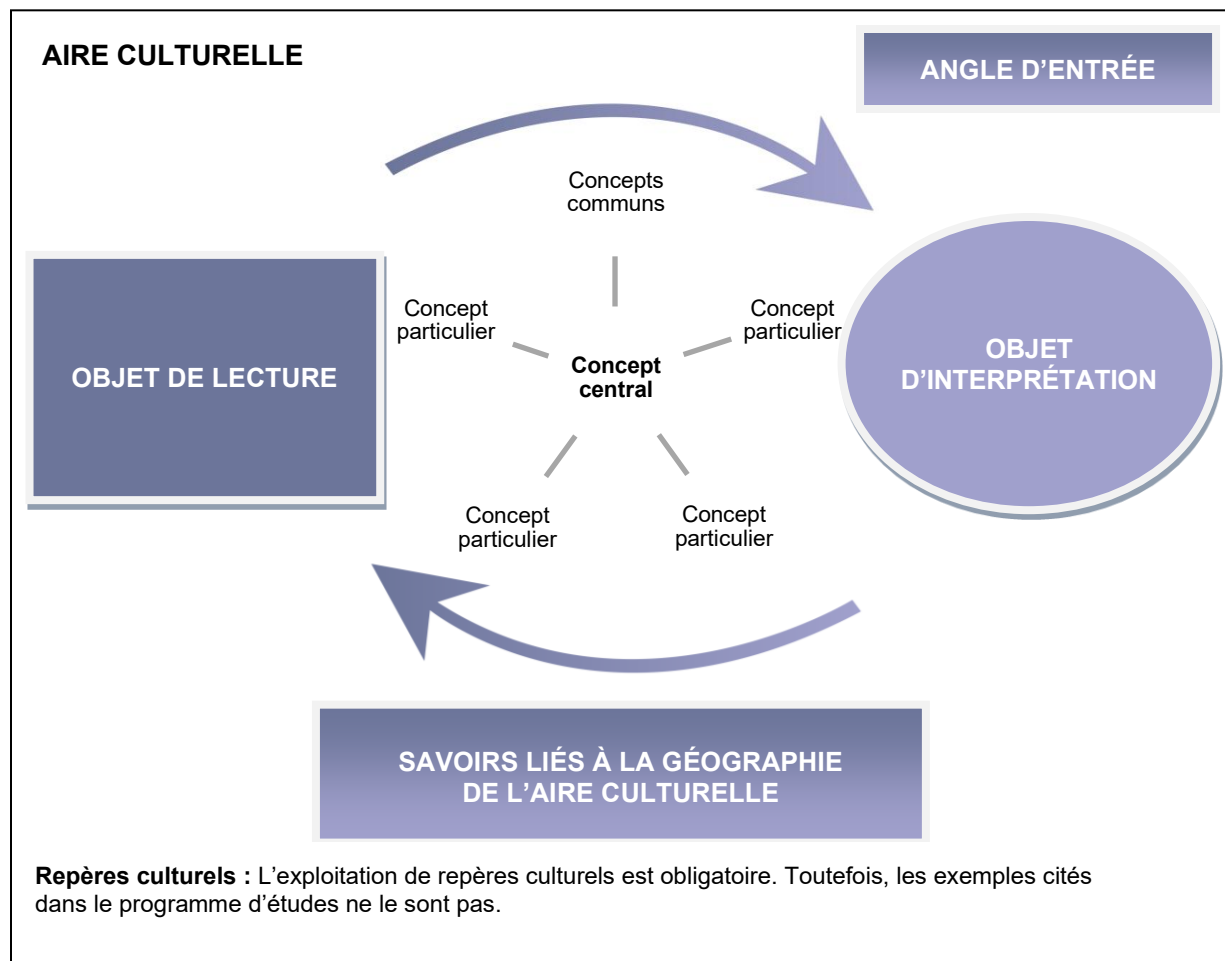 AIRE CULTURELLE
ANGLE D’ENTRÉE
Concepts
communs
Concept
particulier
Concept
particulier
OBJET DE LECTURE
Concept
central
OBJET
D’INTERPRÉTATION
Concept
particulier
Concept
particulier
SAVOIRS LIÉS À LA GÉOGRAPHIE
DE L’AIRE CULTURELLE
Repères culturels : L’exploitation de repères culturels est obligatoire. Toutefois, les exemples cités
dans le programme d’études ne le sont pas.